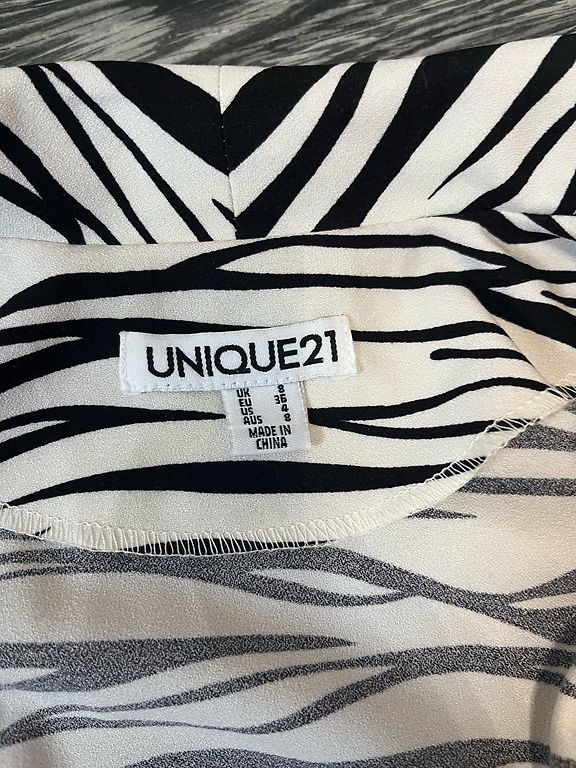 UNIQUE21
UK 8
EU 36
US 4
AUS 8
MADE IN
CHINA